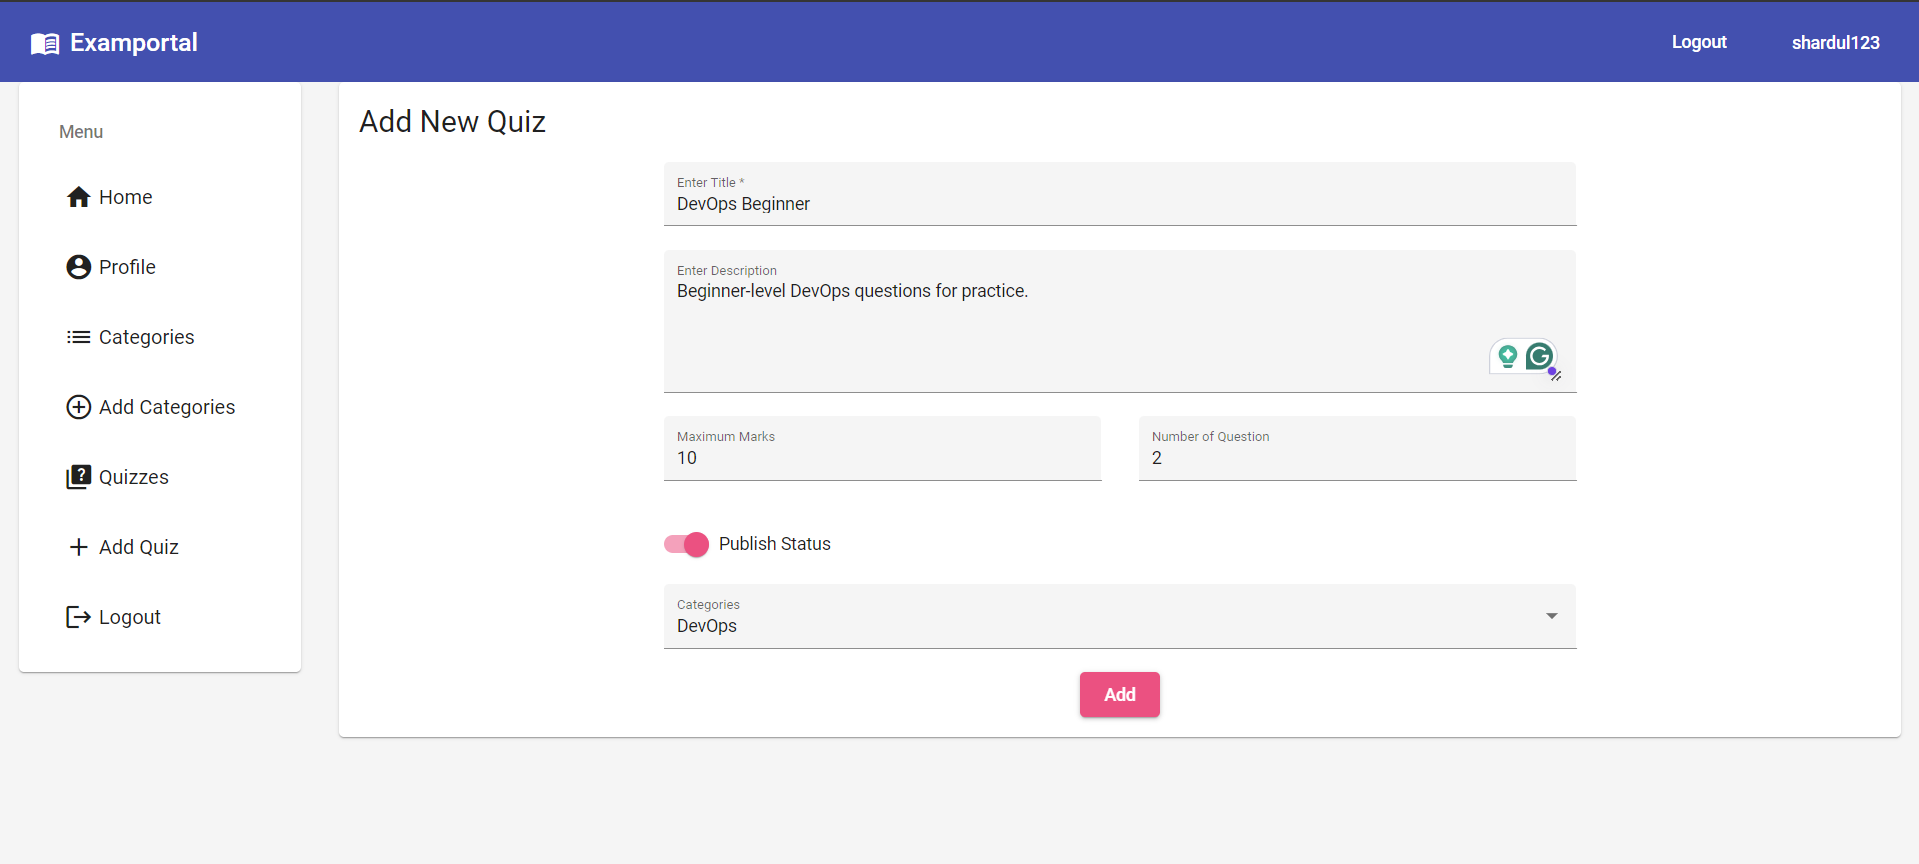 Examportal
Logout
shardul123
Menu
Home
Profile
Categories
Add Categories
Quizzes
Add Quiz
Logout
Add New Quiz
Enter Title *
DevOps Beginner
Enter Description
Beginner-level DevOps questions for practice.
Maximum Marks
10
Number of Question
2
Publish Status
Categories
DevOps
Add